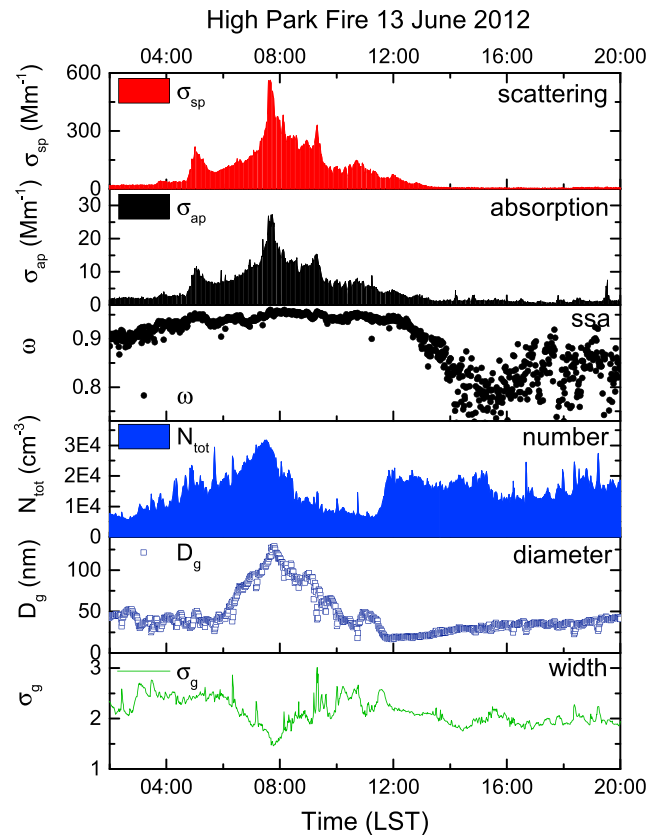 High Park Fire 13 June 2012
04:00 08:00 12:00 16:00 20:00
600
300
0
σsp (Mm-1)
σsp
scattering
30
20
10
0
σap (Mm-1)
σap
absorption
0.9
0.8
ω
ω
ssa
3E4
2E4
1E4
0
Ntot (cm-3)
Ntot
number
100
50
0
Dg (nm)
Dg
diameter
3
2
1
σg
σg
width
04:00 08:00 12:00 16:00 20:00
Time (LST)